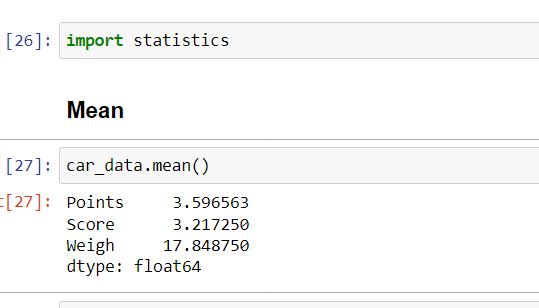 [26]: import statistics
Mean
[27]: car_data.mean()
[27]: Points 3.596563
Score 3.217250
Weigh 17.848750
dtype: float64